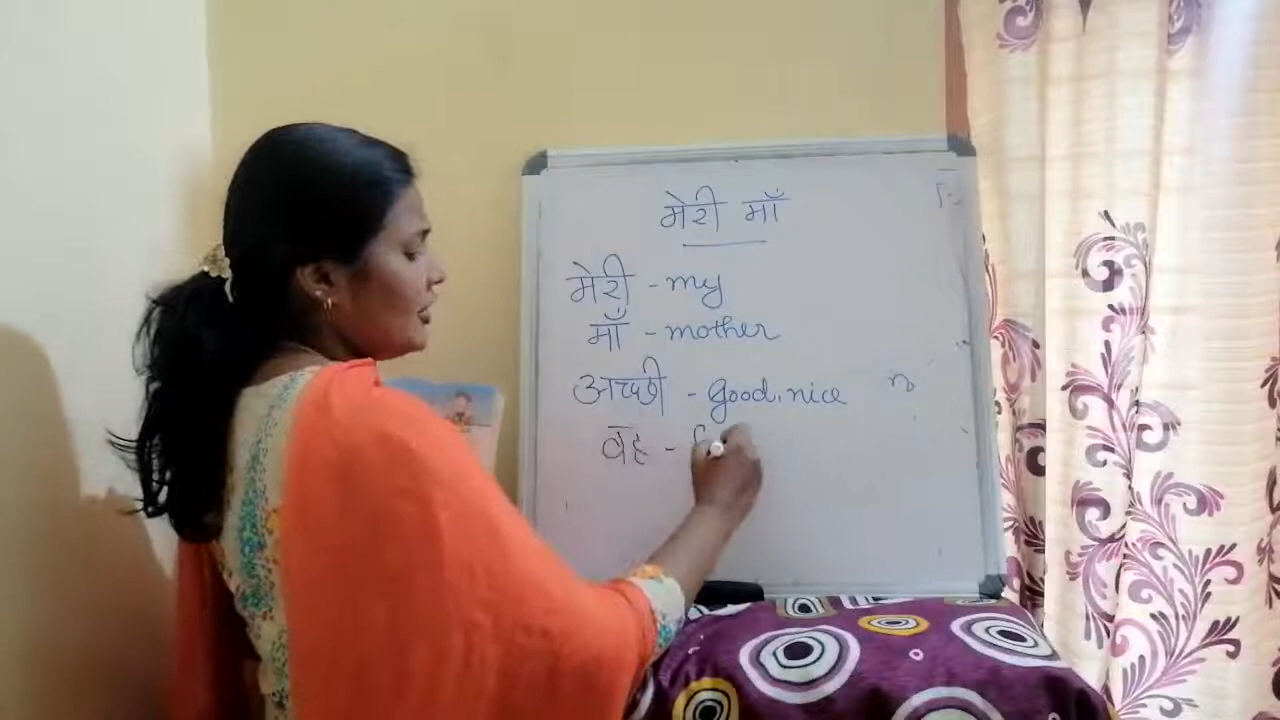 मेरी माँ
मेरी - my
माँ - mother
अच्छी - good, nice
वह -